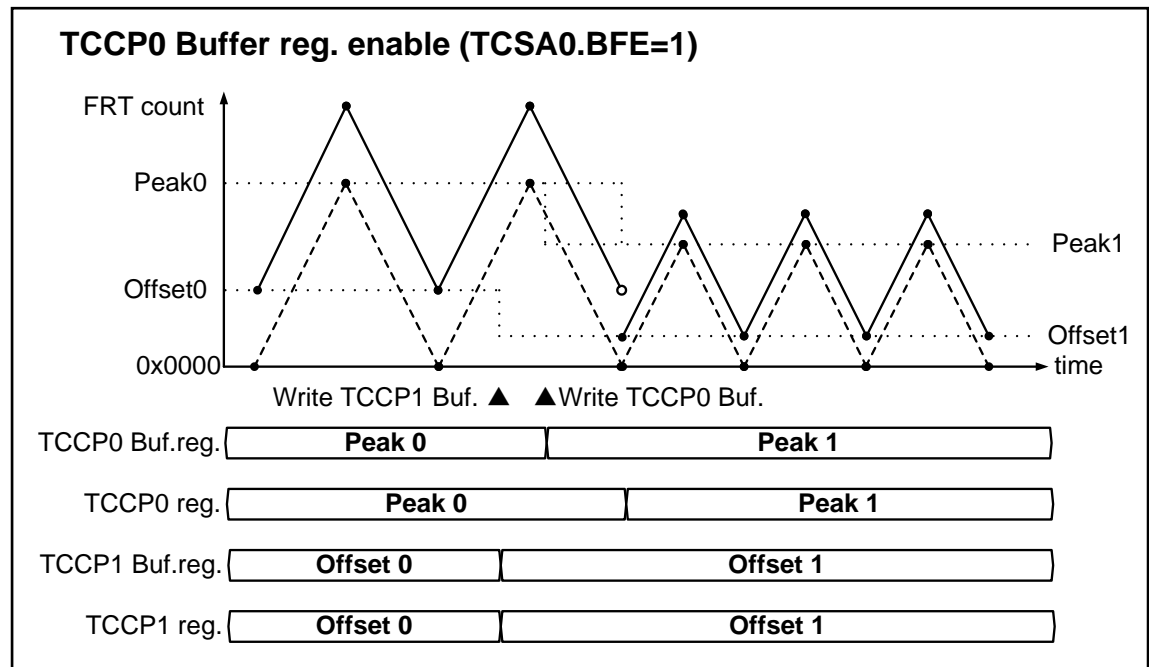 TCCP0 Buffer reg. enable (TCSA0.BFE=1)
FRT count
Peak0
Peak1
Offset0
Offset1
0x0000
time
Write TCCP1 Buf. ▲ ▲Write TCCP0 Buf.
TCCP0 Buf.reg. Peak 0 Peak 1
TCCP0 reg. Peak 0 Peak 1
TCCP1 Buf.reg. Offset 0 Offset 1
TCCP1 reg. Offset 0 Offset 1